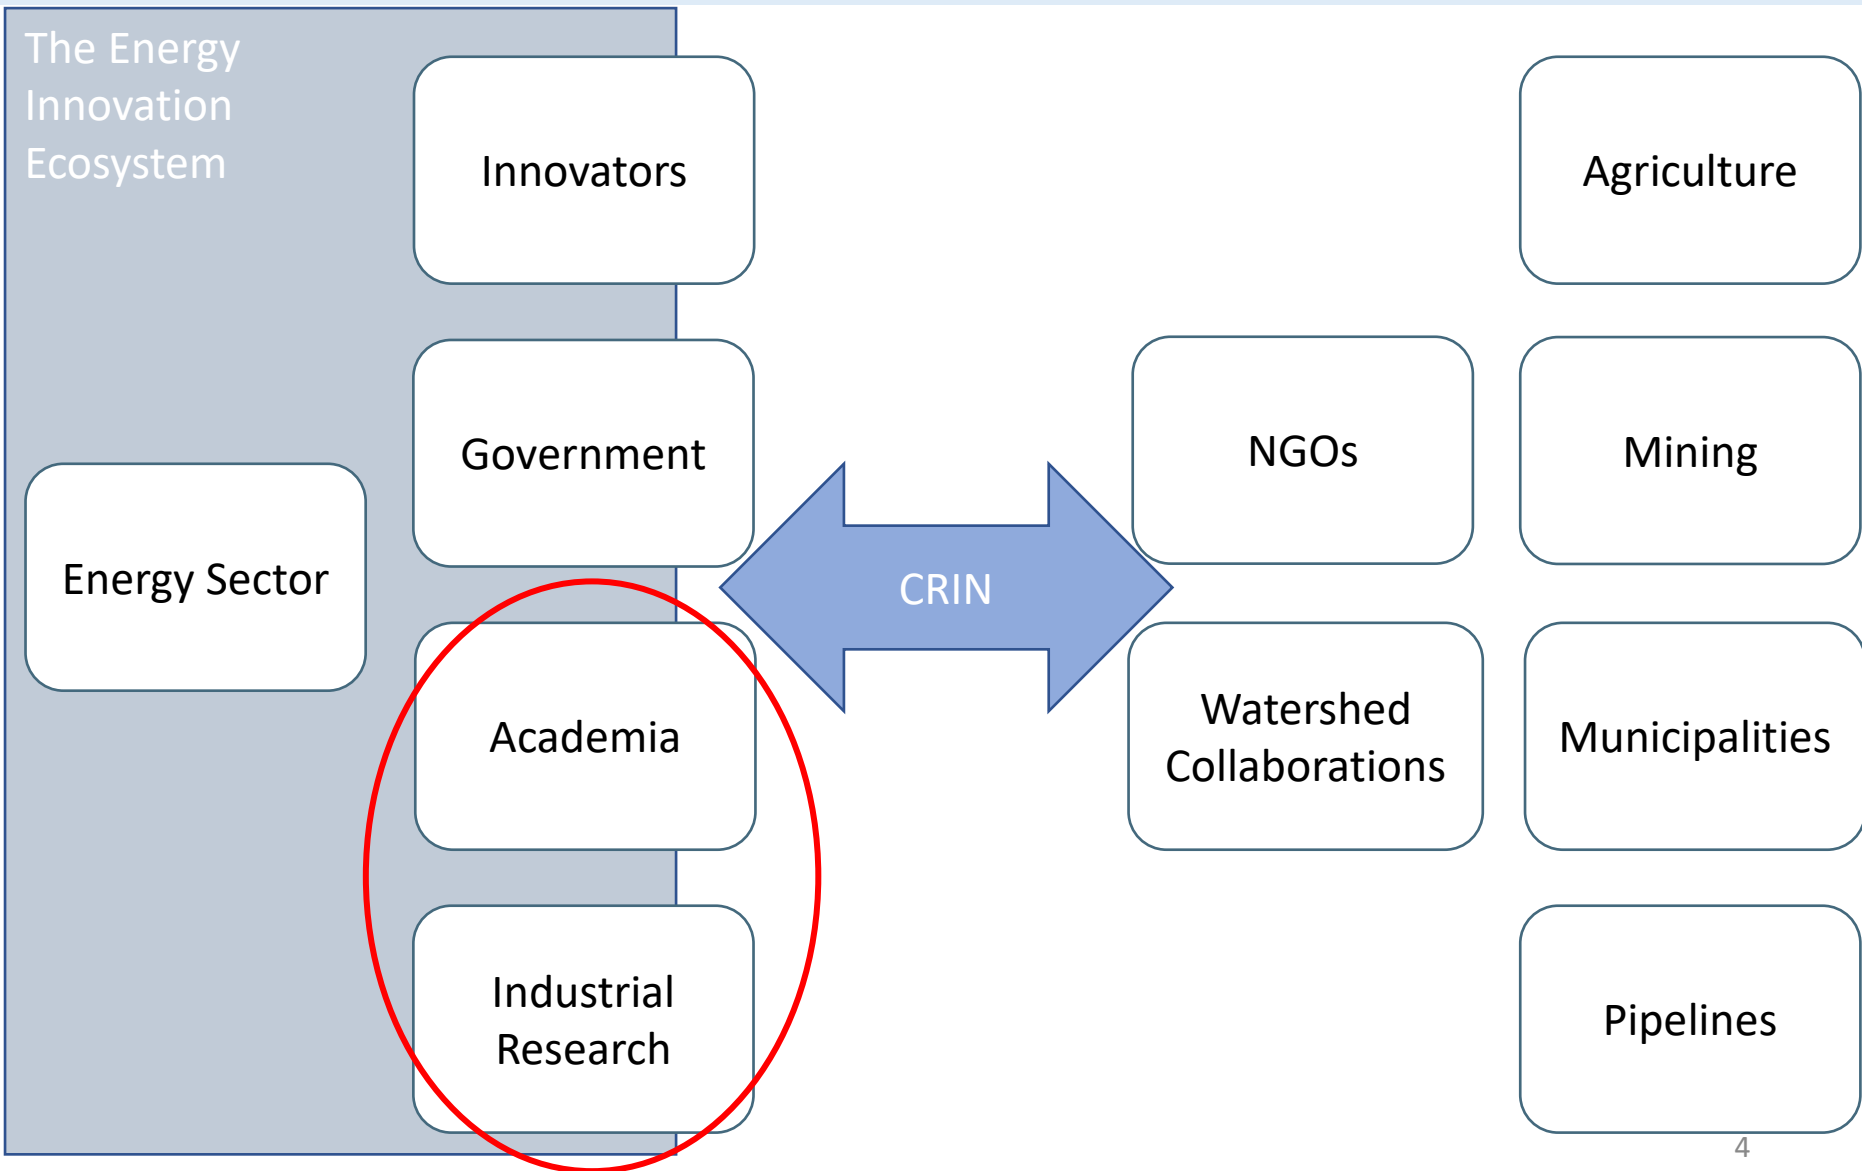 The Energy
Innovation
Ecosystem
Innovators
Agriculture
Government
NGOs
Mining
Energy Sector
CRIN
Academia
Watershed
Collaborations
Municipalities
Industrial
Research
Pipelines
4